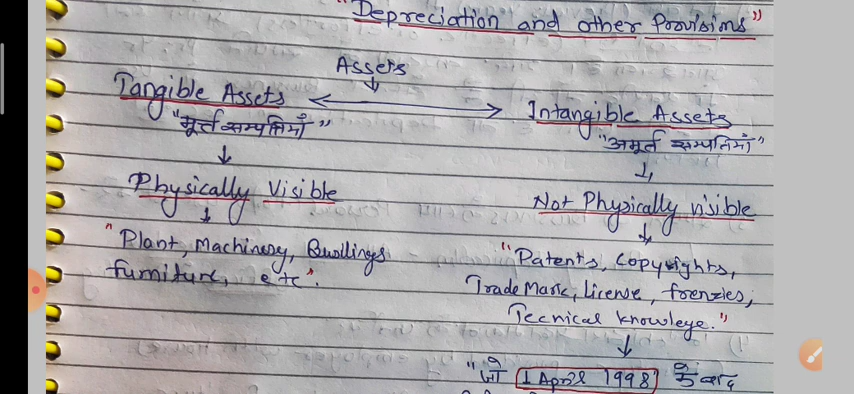 "Depreciation and other Provisions"
Assets
Tangible Assets
Intangible Assets
"मूर्त सम्पत्तियाँ"
"अमूर्त सम्पत्तियाँ"
Physically Visible
Not Physically visible
"Plant, Machinery, Buildings
furniture, etc".
"Patents, Copyrights,
Trade Mark, License, frenzies,
Tecnical knowleye."
"जो 1 April 1998 के बाद